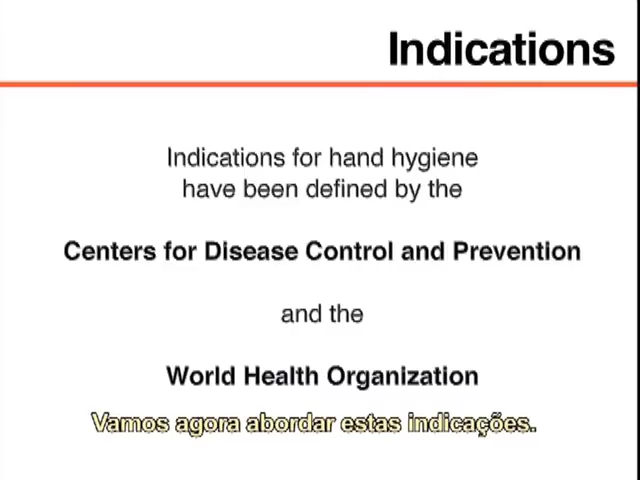 Indications
Indications for hand hygiene
have been defined by the
Centers for Disease Control and Prevention
and the
World Health Organization
Vamos agora abordar estas indicações.